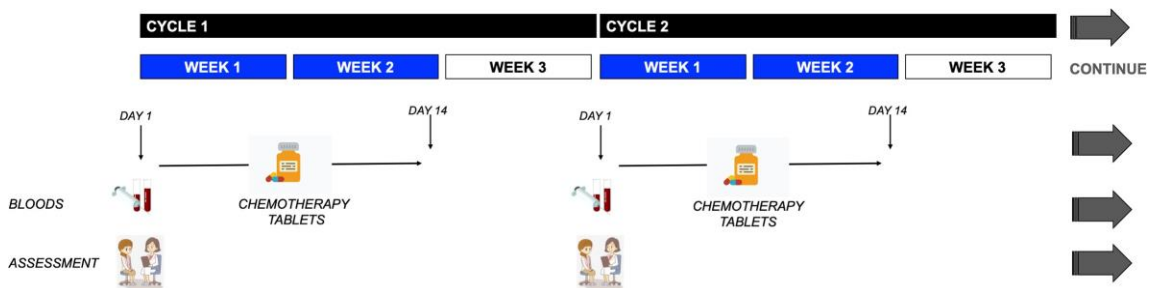 CYCLE 1 CYCLE 2
WEEK 1 WEEK 2 WEEK 3 WEEK 1 WEEK 2 WEEK 3 CONTINUE
DAY 1 DAY 14 DAY 1 DAY 14
BLOODS CHEMOTHERAPY CHEMOTHERAPY
TABLETS TABLETS
ASSESSMENT